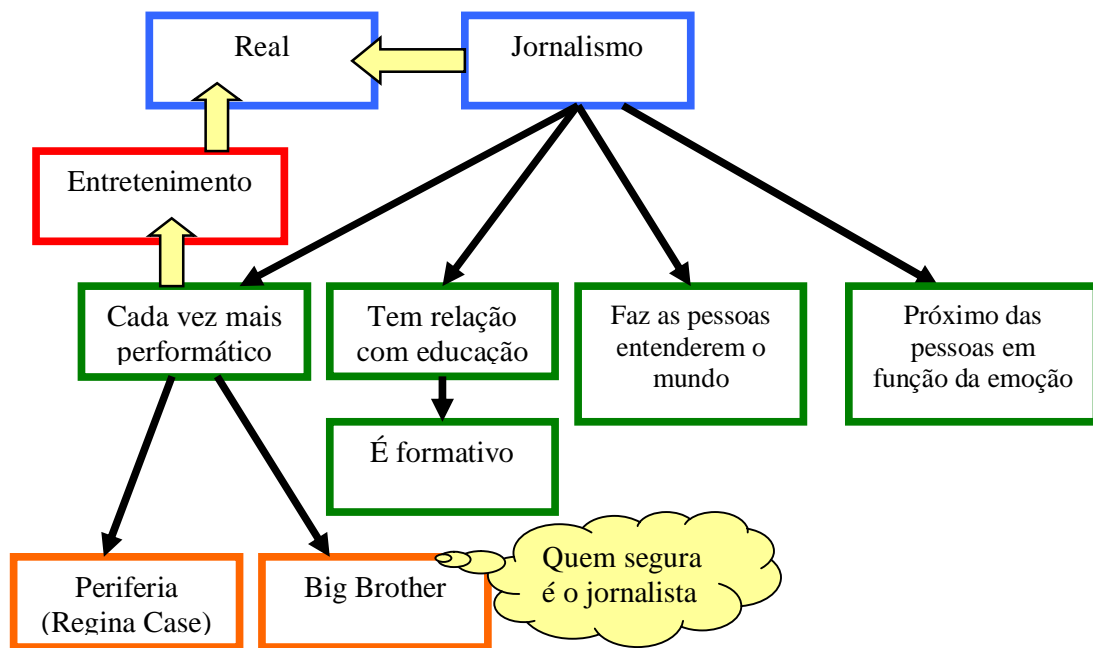 Real
Jornalismo
Entretenimento
Cada vez mais
performático
Tem relação
com educação
Faz as pessoas
entenderem o
mundo
Próximo das
pessoas em
função da emoção
É formativo
Periferia
(Regina Case)
Big Brother
Quem segura
é o jornalista